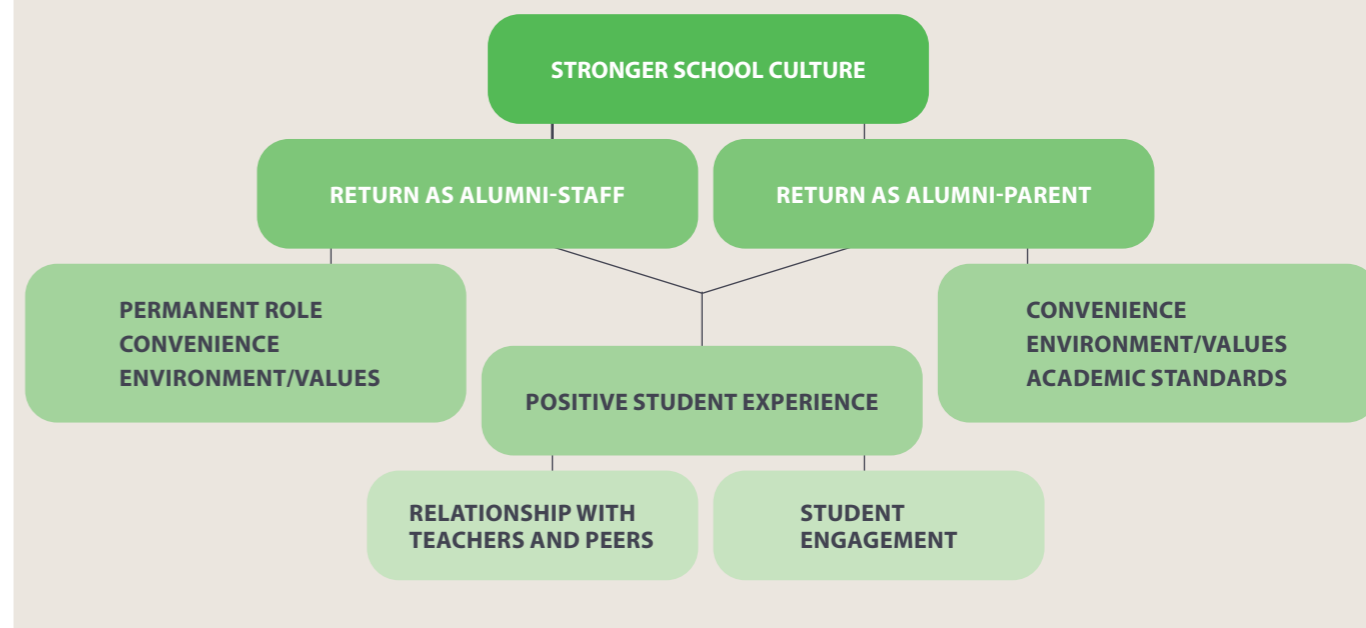 STRONGER SCHOOL CULTURE
RETURN AS ALUMNI-STAFF
RETURN AS ALUMNI-PARENT
PERMANENT ROLE
CONVENIENCE
ENVIRONMENT/VALUES
CONVENIENCE
ENVIRONMENT/VALUES
ACADEMIC STANDARDS
POSITIVE STUDENT EXPERIENCE
RELATIONSHIP WITH
TEACHERS AND PEERS
STUDENT
ENGAGEMENT